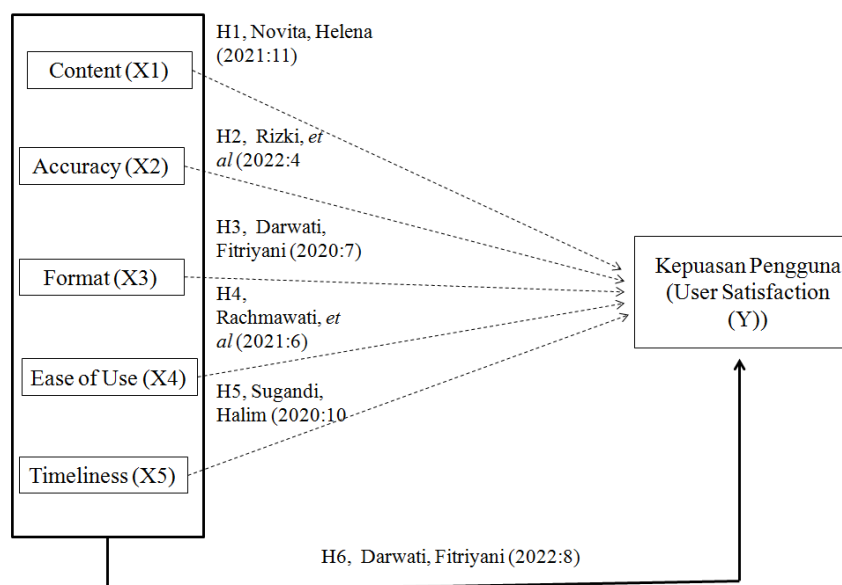 H1, Novita, Helena
(2021:11)
Content (X1)
H2, Rizki, et
al (2022:4
Accuracy (X2)
H3, Darwati,
Fitriyani (2020:7)
Format (X3)
H4,
Rachmawati, et
al (2021:6)
Ease of Use (X4)
H5, Sugandi,
Halim (2020:10
Timeliness (X5)
Kepuasan Pengguna
(User Satisfaction
(Y))
H6, Darwati, Fitriyani (2022:8)